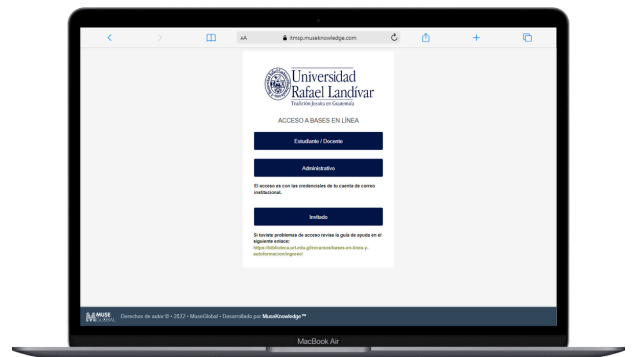 AA itmsp.museknowledge.com
Universidad
Rafael Landívar
Tradición Jesuita en Guatemala
ACCESO A BASES EN LÍNEA
Estudiante / Docente
Administrativo
El acceso es con las credenciales de tu cuenta de correo
institucional.
Invitado
Si tuviste problemas de acceso revisa la guía de ayuda en el
siguiente enlace:
https://biblioteca.url.edu.gt/recursos/bases-en-linea-y-
autoformacion/ingreso/
MUSE
GLOBAL
Derechos de autor © • 2022 • MuseGlobal • Desarrollado por MuseKnowledge™
MacBook Air